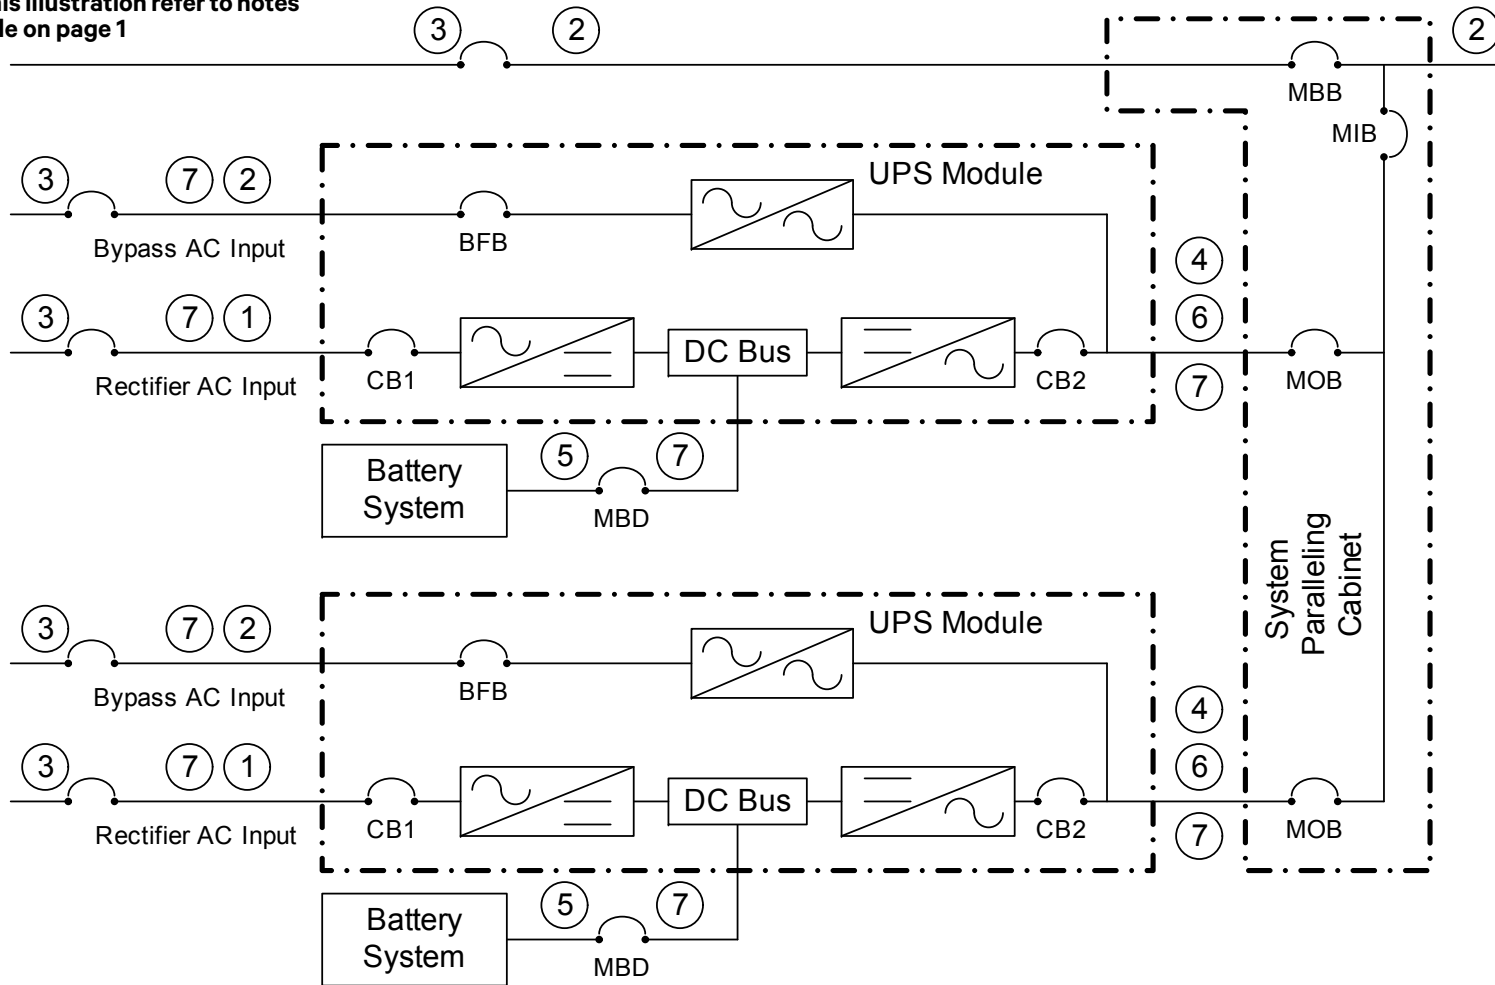 is illustration refer to notes
le on page 1
3
2
2
MBB
MIB
3
7
2
UPS Module
Bypass AC Input
BFB
4
3
7
1
6
DC Bus
Rectifier AC Input
CB1
CB2
7
MOB
5
7
Battery
System
MBD
System
Paralleling
Cabinet
3
7
2
UPS Module
Bypass AC Input
BFB
4
3
7
1
6
DC Bus
Rectifier AC Input
CB1
CB2
7
MOB
5
7
Battery
System
MBD